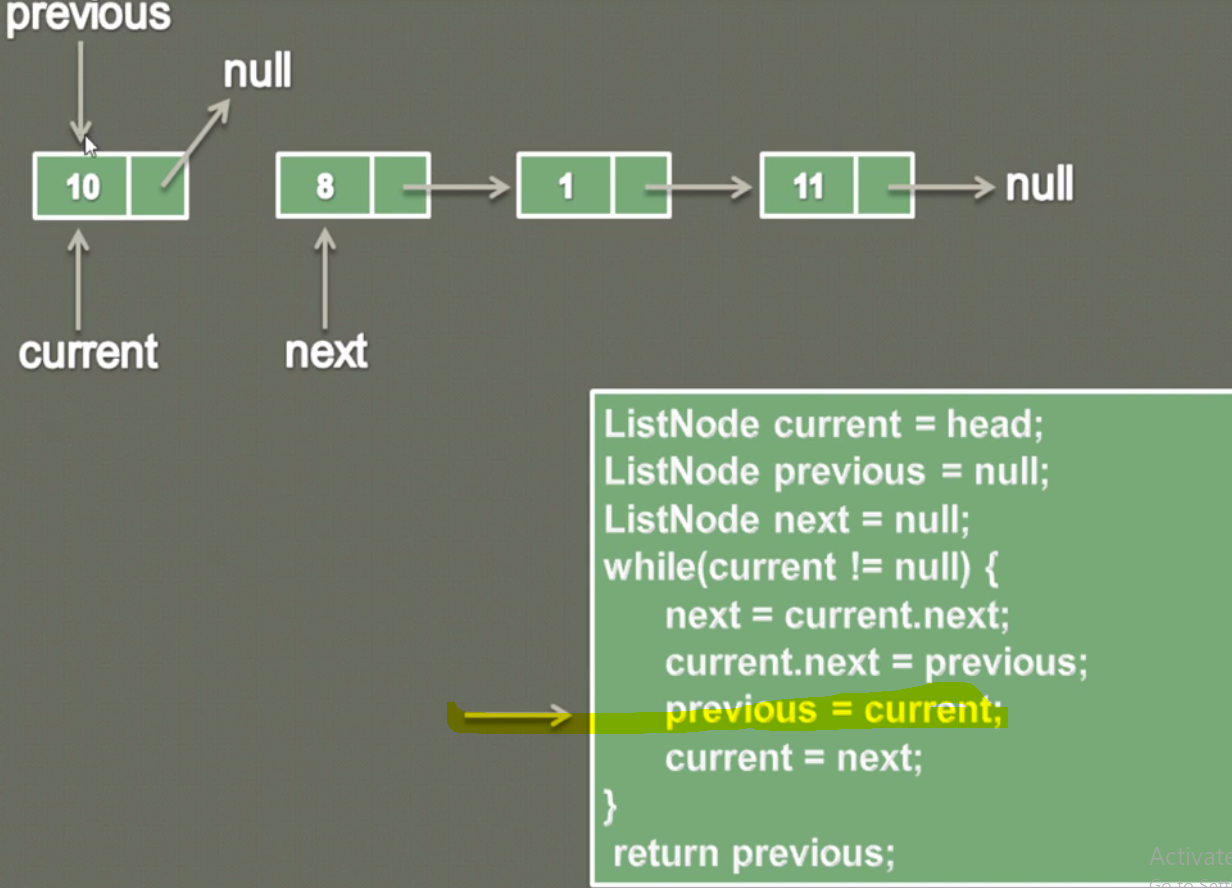 previous
null
10 8 1 11 null
current next
ListNode current = head;
ListNode previous = null;
ListNode next = null;
while(current != null) {
next = current.next;
current.next = previous;
previous = current;
current = next;
}
return previous;
Activate